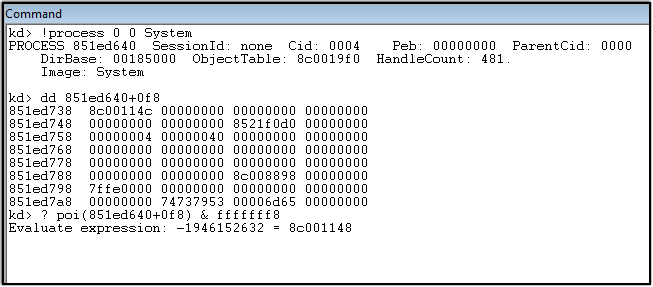 Command
kd> !process 0 0 System
PROCESS 851ed640  SessionId: none  Cid: 0004    Peb: 00000000  ParentCid: 0000
    DirBase: 00185000  ObjectTable: 8c0019f0  HandleCount: 481.
    Image: System
kd> dd 851ed640+0f8
851ed738  8c00114c 00000000 00000000 00000000
851ed748  00000000 00000000 8521f0d0 00000000
851ed758  00000004 00000040 00000000 00000000
851ed768  00000000 00000000 00000000 00000000
851ed778  00000000 00000000 00000000 00000000
851ed788  00000000 00000000 8c008898 00000000
851ed798  7ffe0000 00000000 00000000 00000000
851ed7a8  00000000 74737953 00006d65 00000000
kd> ? poi(851ed640+0f8) & fffffff8
Evaluate expression: -1946152632 = 8c001148